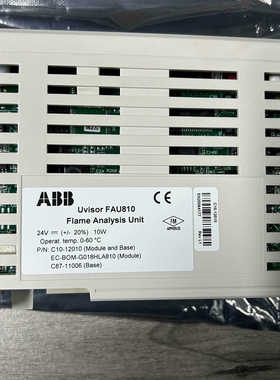 ABB
Uvisor FAU810
Flame Analysis Unit
24V ⎓ (+/- 20%) 10W
Operat. temp. 0-60 °C
P/N: C10-12010 (Module and Base)
EC-BOM-G018HLA810 (Module)
C87-11006 (Base)
FM
APPROVED